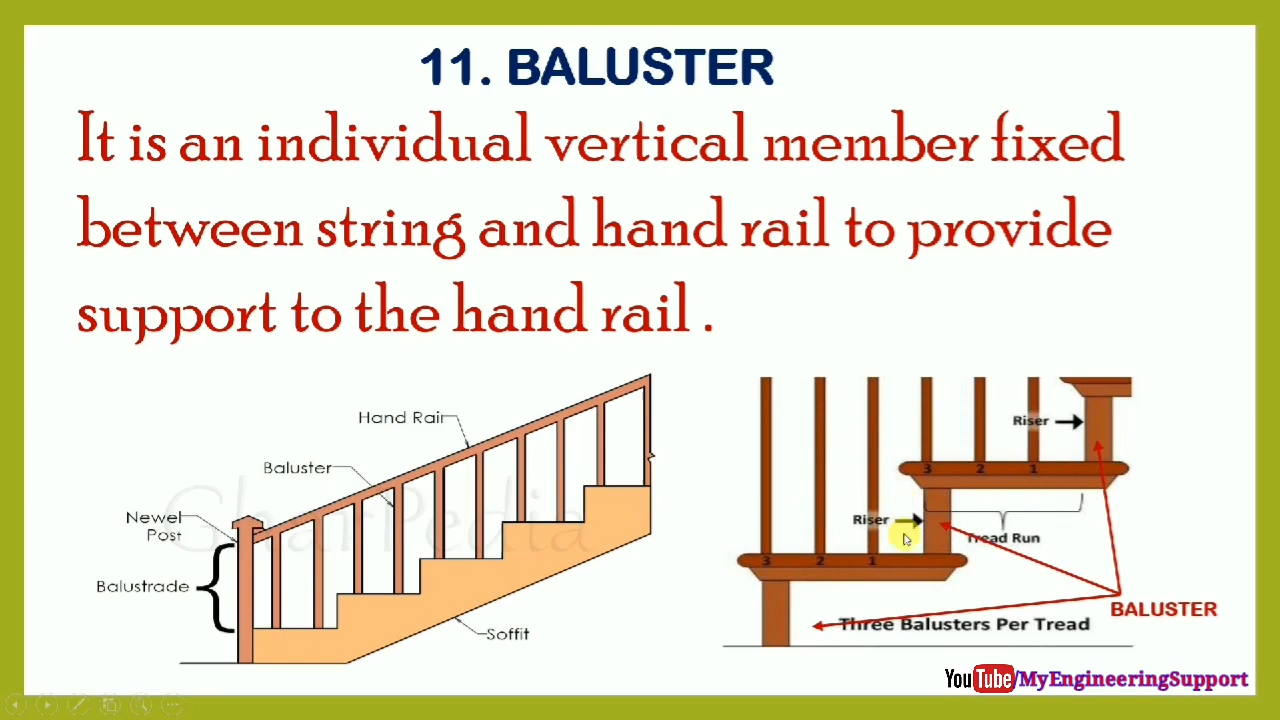 11. BALUSTER
It is an individual vertical member fixed
between string and hand rail to provide
support to the hand rail .
Hand Rail
Baluster
Newel
Post
Balustrade
Soffit
GharPedia
Riser
3 2 1
Riser
Tread Run
3 2 1
BALUSTER
Three Balusters Per Tread
YouTube/MyEngineeringSupport